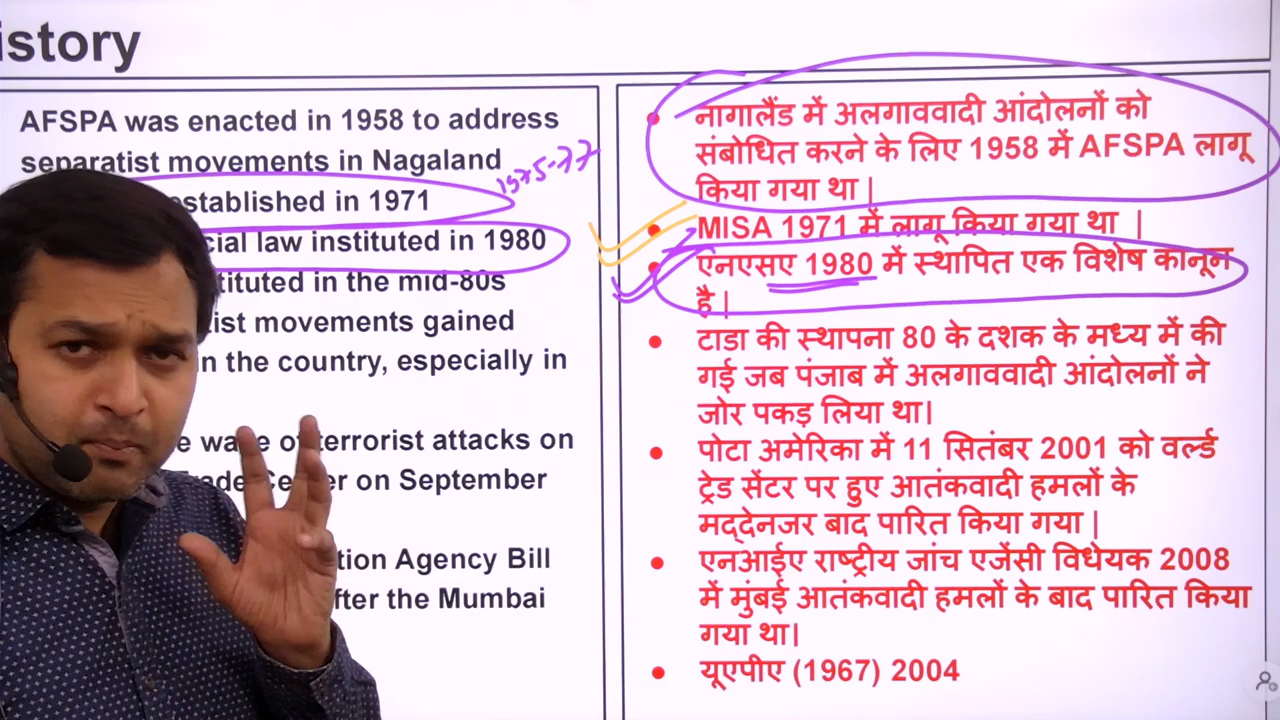 istory
AFSPA was enacted in 1958 to address
separatist movements in Nagaland
1975-77
stablished in 1971
cial law instituted in 1980
tituted in the mid-80s
ist movements gained
n the country, especially in
e wave of terrorist attacks on
rade Center on September
tion Agency Bill
fter the Mumbai
नागालैंड में अलगाववादी आंदोलनों को
संबोधित करने के लिए 1958 में AFSPA लागू
किया गया था |
MISA 1971 में लागू किया गया था |
एनएसए 1980 में स्थापित एक विशेष कानून
है |
टाडा की स्थापना 80 के दशक के मध्य में की
गई जब पंजाब में अलगाववादी आंदोलनों ने
जोर पकड़ लिया था।
पोटा अमेरिका में 11 सितंबर 2001 को वर्ल्ड
ट्रेड सेंटर पर हुए आतंकवादी हमलों के
मद्देनजर बाद पारित किया गया |
एनआईए राष्ट्रीय जांच एजेंसी विधेयक 2008
में मुंबई आतंकवादी हमलों के बाद पारित किया
गया था।
यूएपीए (1967) 2004